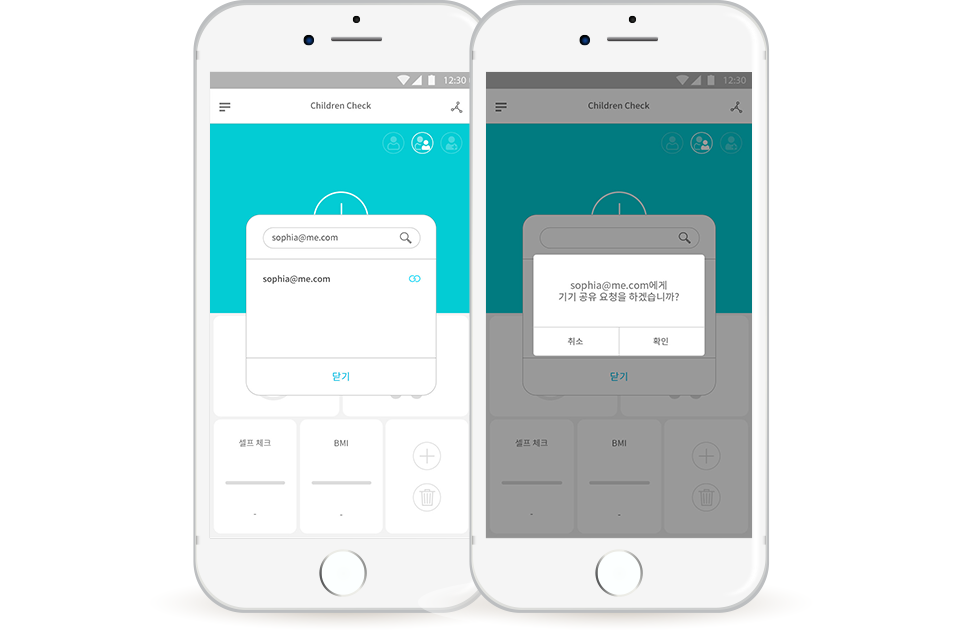 12:30
Children Check
sophia@me.com
sophia@me.com
닫기
셀프 체크
BMI
-
-
12:30
Children Check
sophia@me.com에게
기기 공유 요청을 하겠습니까?
취소
확인
닫기
셀프 체크
BMI
-
-